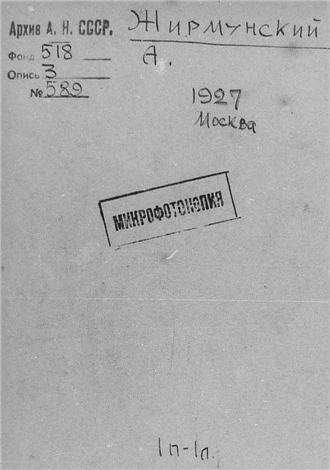 Архив А. Н. СССР.
Жирмунский
А.
Фонд 518
Опись 3
№ 589
1927
Москва
МИКРОФОТОКОПИЯ
1п-1л.